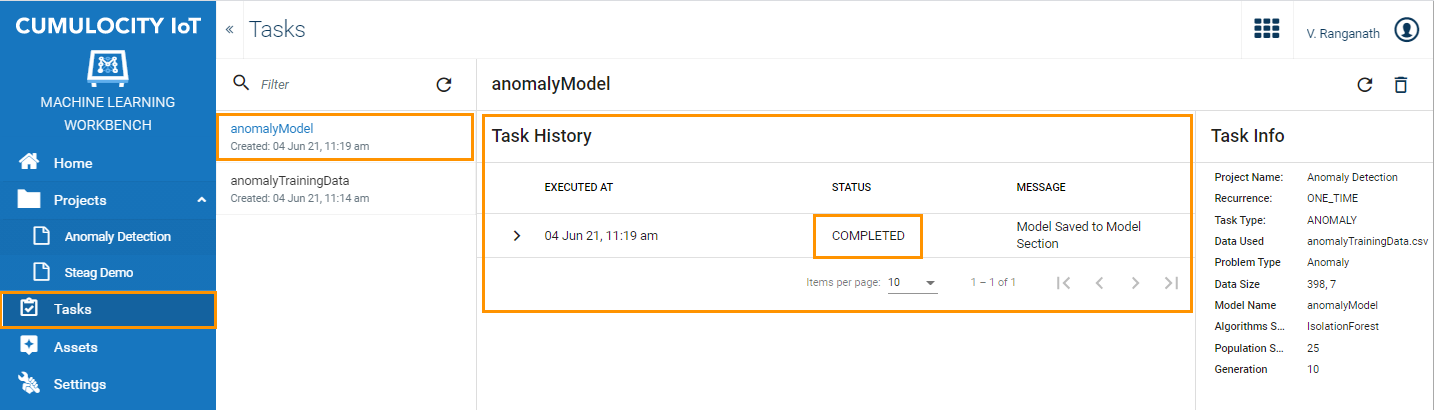 CUMULOCITY IoT
MACHINE LEARNING
WORKBENCH
Home
Projects
Anomaly Detection
Steag Demo
Tasks
Assets
Settings
« Tasks
V. Ranganath
Filter
anomalyModel
Created: 04 Jun 21, 11:19 am
anomalyTrainingData
Created: 04 Jun 21, 11:14 am
anomalyModel
Task History
EXECUTED AT STATUS MESSAGE
04 Jun 21, 11:19 am COMPLETED Model Saved to Model
Section
Items per page: 10 1 – 1 of 1
Task Info
Project Name: Anomaly Detection
Recurrence: ONE_TIME
Task Type: ANOMALY
Data Used anomalyTrainingData.csv
Problem Type Anomaly
Data Size 398, 7
Model Name anomalyModel
Algorithms S... IsolationForest
Population S... 25
Generation 10